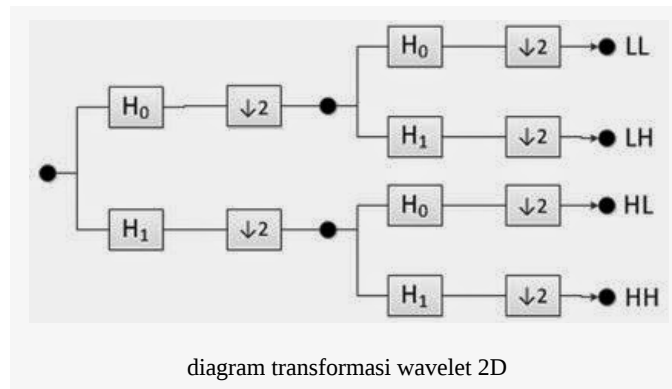 H₀ ↓2 LL
H₀ ↓2
H₁ ↓2 LH
H₀ ↓2 HL
H₁ ↓2
H₁ ↓2 HH
diagram transformasi wavelet 2D